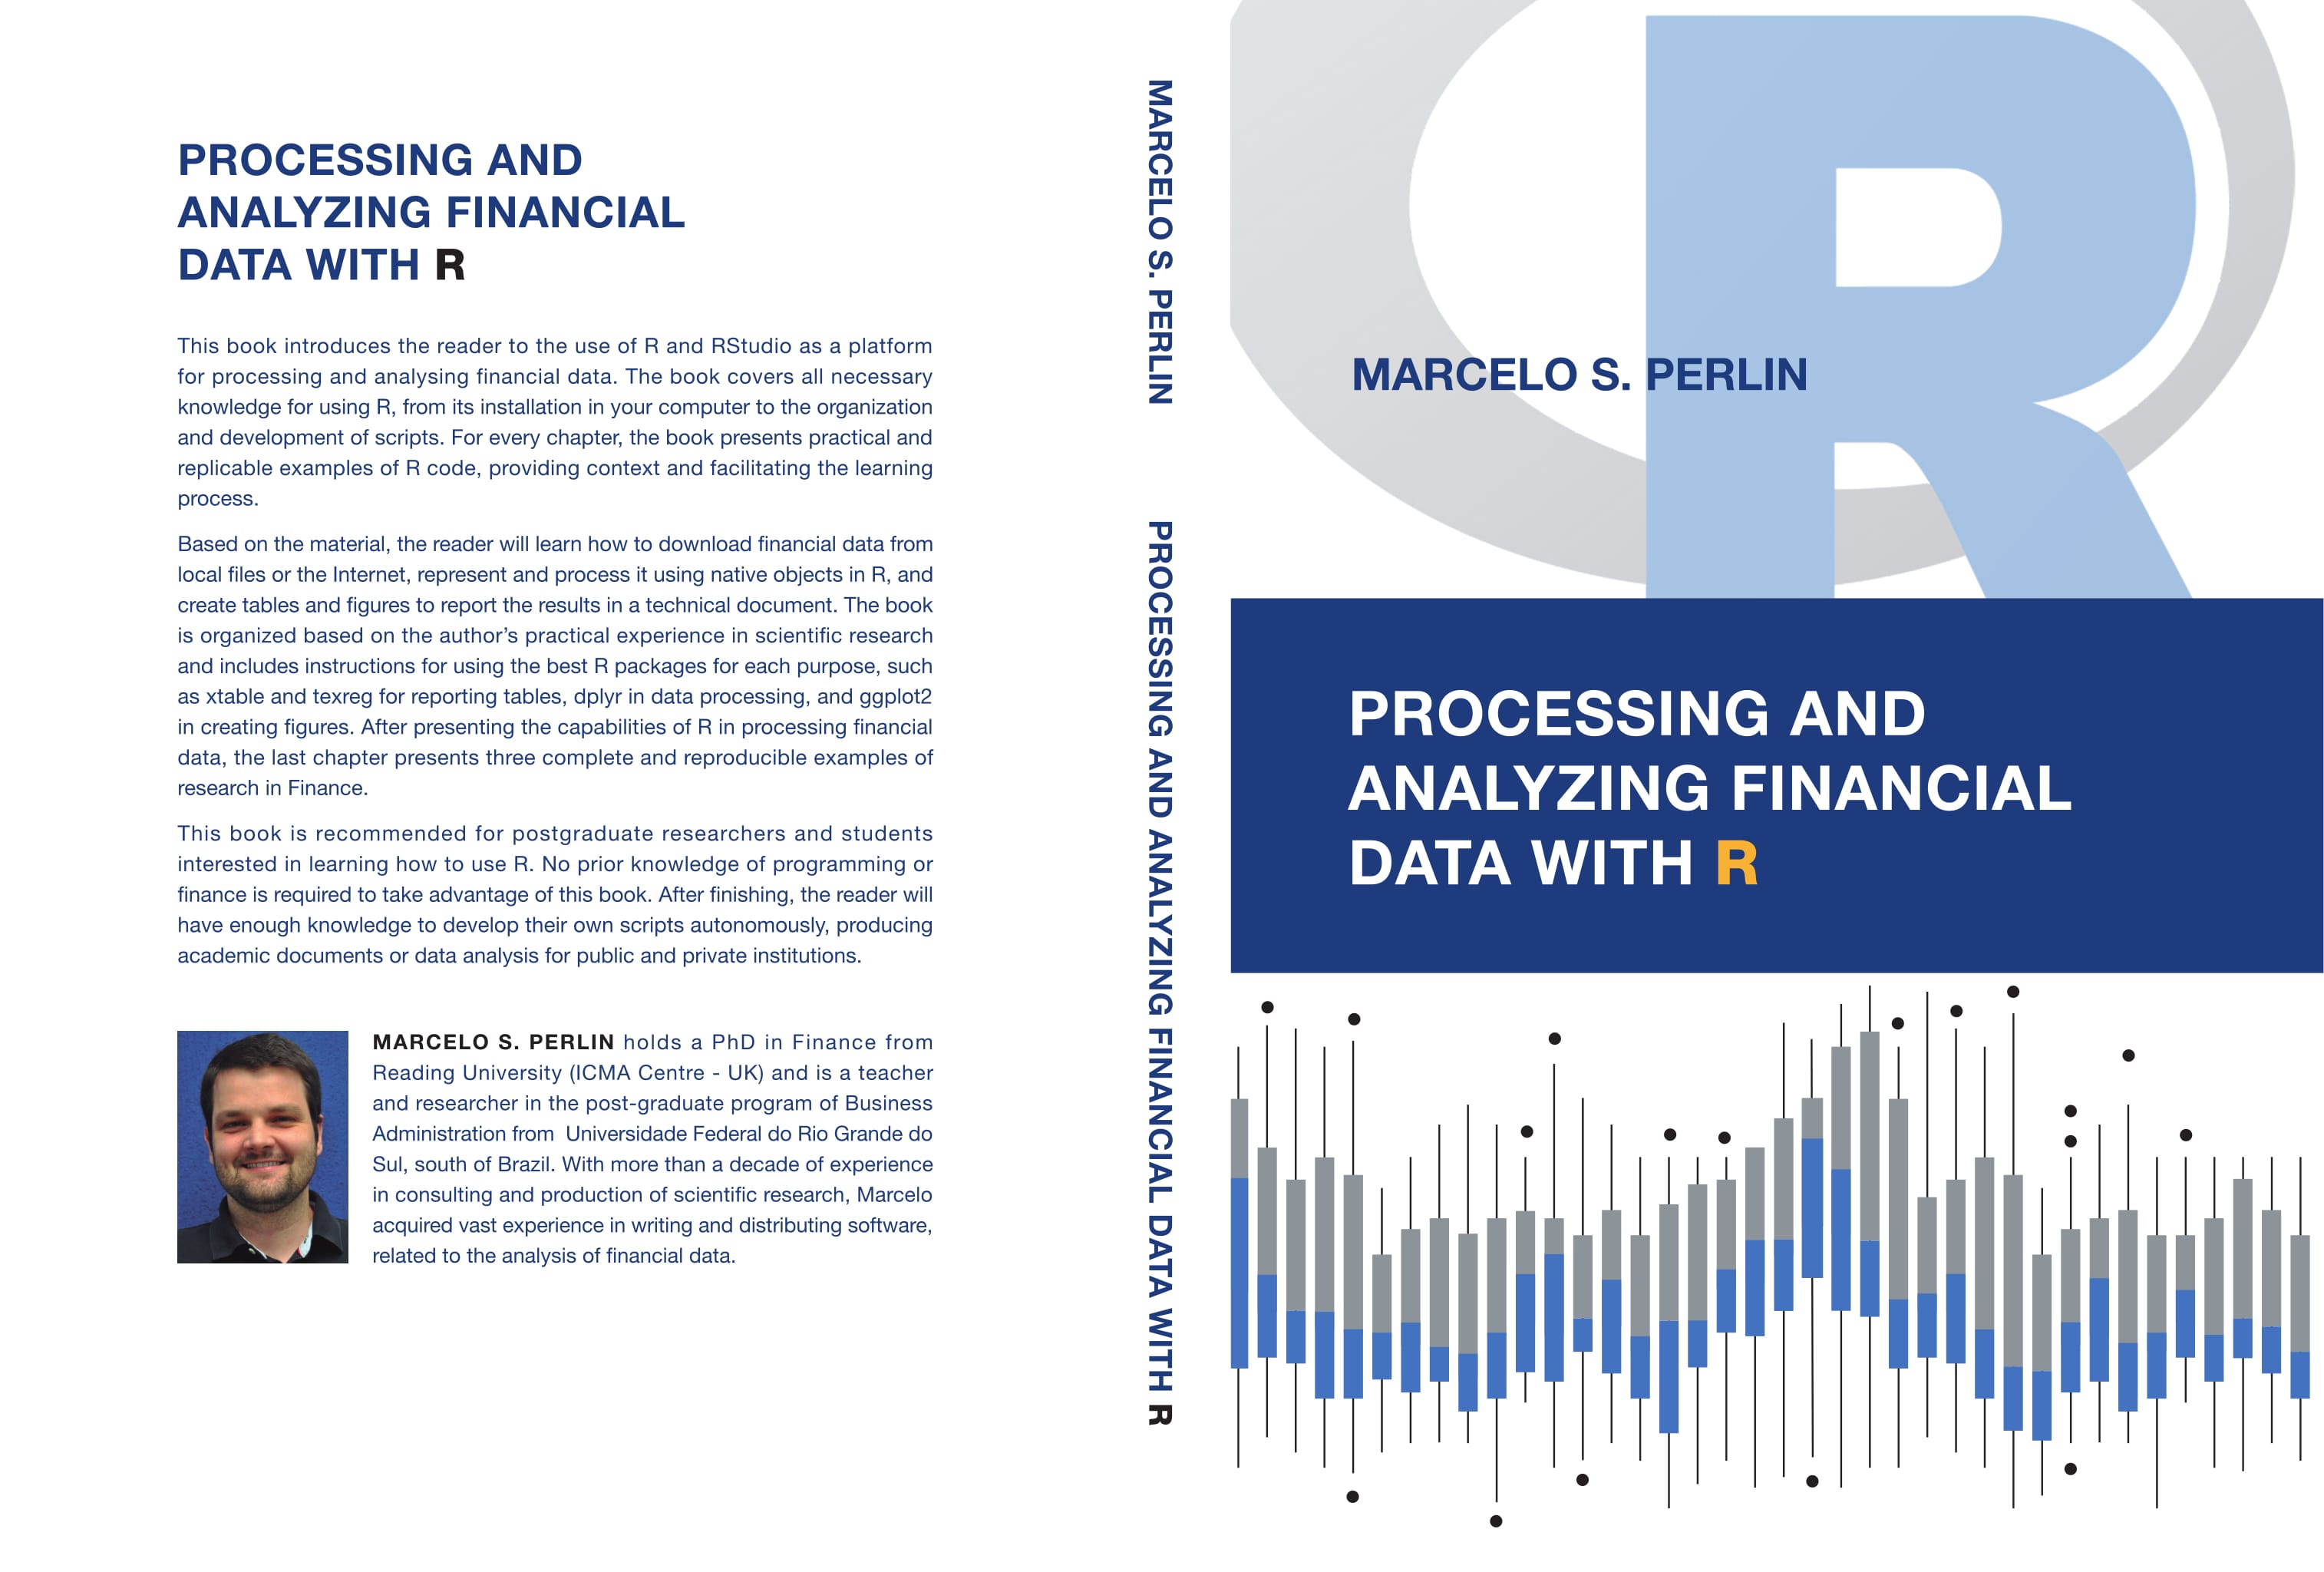 PROCESSING AND
ANALYZING FINANCIAL
DATA WITH R
This book introduces the reader to the use of R and RStudio as a platform
for processing and analysing financial data. The book covers all necessary
knowledge for using R, from its installation in your computer to the organization
and development of scripts. For every chapter, the book presents practical and
replicable examples of R code, providing context and facilitating the learning
process.
Based on the material, the reader will learn how to download financial data from
local files or the Internet, represent and process it using native objects in R, and
create tables and figures to report the results in a technical document. The book
is organized based on the author’s practical experience in scientific research
and includes instructions for using the best R packages for each purpose, such
as xtable and texreg for reporting tables, dplyr in data processing, and ggplot2
in creating figures. After presenting the capabilities of R in processing financial
data, the last chapter presents three complete and reproducible examples of
research in Finance.
This book is recommended for postgraduate researchers and students
interested in learning how to use R. No prior knowledge of programming or
finance is required to take advantage of this book. After finishing, the reader will
have enough knowledge to develop their own scripts autonomously, producing
academic documents or data analysis for public and private institutions.
MARCELO S. PERLIN holds a PhD in Finance from
Reading University (ICMA Centre - UK) and is a teacher
and researcher in the post-graduate program of Business
Administration from Universidade Federal do Rio Grande do
Sul, south of Brazil. With more than a decade of experience
in consulting and production of scientific research, Marcelo
acquired vast experience in writing and distributing software,
related to the analysis of financial data.
MARCELO S. PERLIN PROCESSING AND ANALYZING FINANCIAL DATA WITH R
R
MARCELO S. PERLIN
PROCESSING AND
ANALYZING FINANCIAL
DATA WITH R